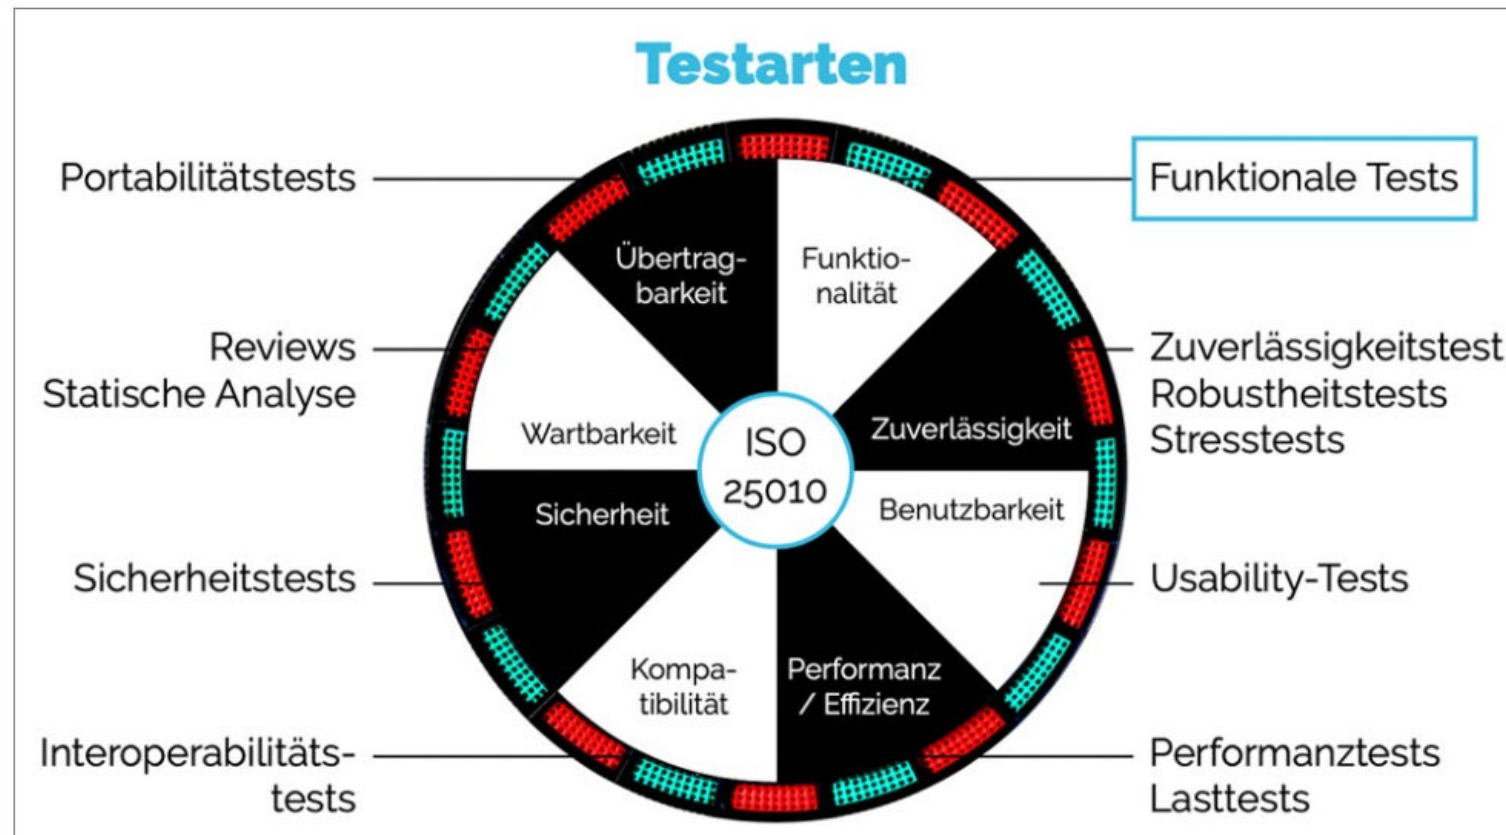 Testarten
Portabilitätstests
Funktionale Tests
Übertrag-
barkeit
Funktio-
nalität
Reviews
Statische Analyse
Zuverlässigkeitstest
Robustheitstests
Stresstests
Wartbarkeit
Zuverlässigkeit
ISO
25010
Sicherheit
Benutzbarkeit
Sicherheitstests
Usability-Tests
Kompa-
tibilität
Performanz
/ Effizienz
Interoperabilitäts-
tests
Performanztests
Lasttests